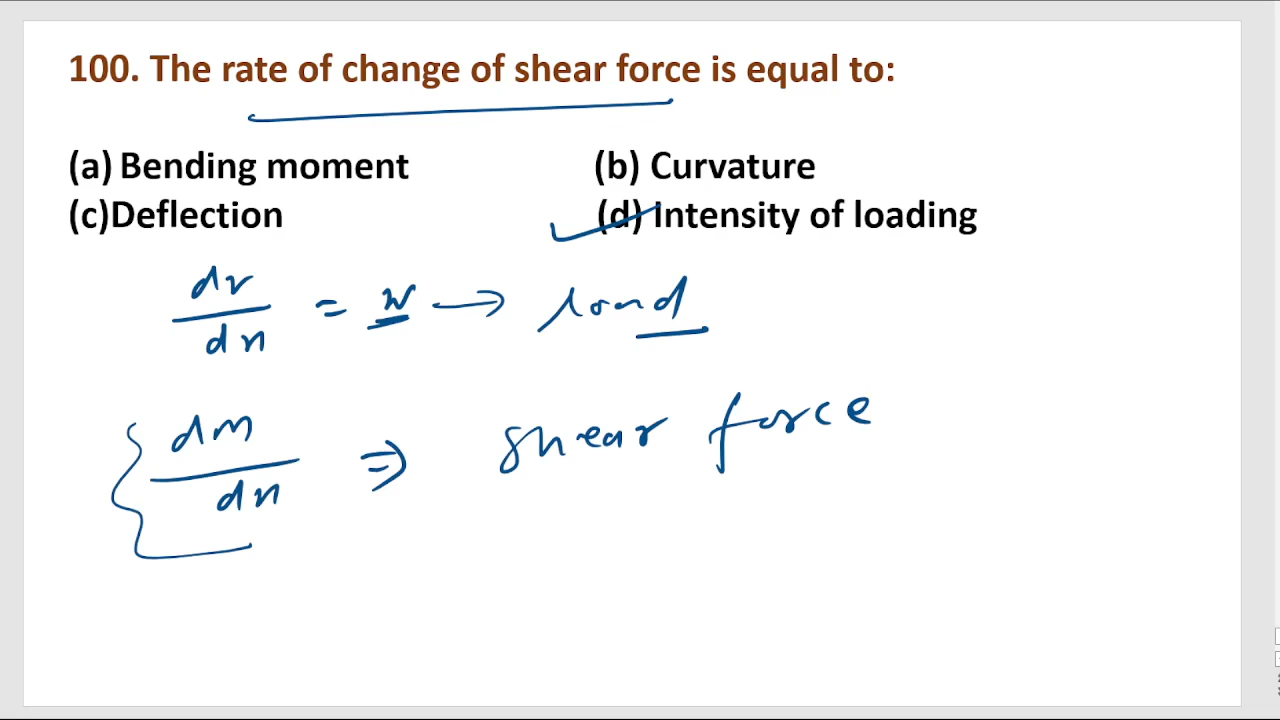 100. The rate of change of shear force is equal to:
(a) Bending moment (b) Curvature
(c)Deflection (d) Intensity of loading
dv/dx = w → load
dm/dx ⇒ shear force